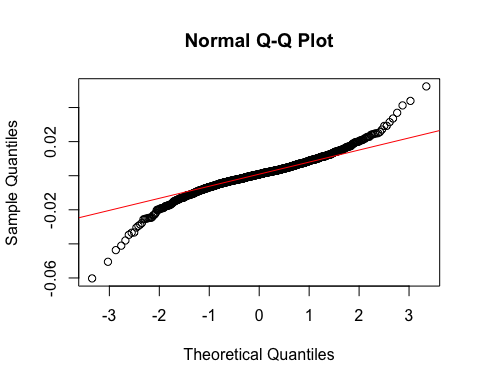 Normal Q-Q Plot
Sample Quantiles
0.02
-0.02
-0.06
-3 -2 -1 0 1 2 3
Theoretical Quantiles